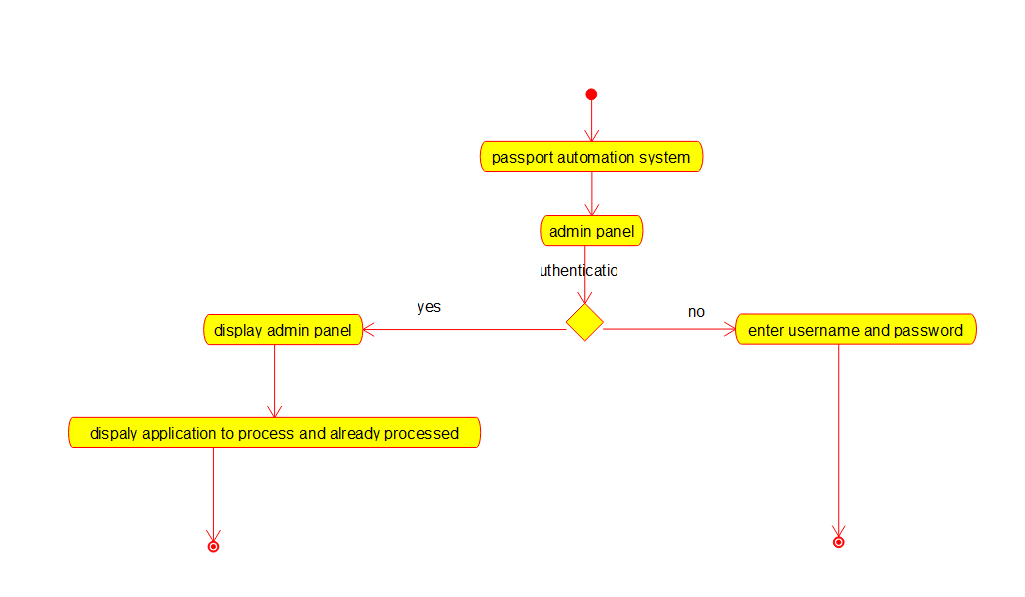 passport automation system
admin panel
uthenticatio
yes
no
display admin panel
enter username and password
dispaly application to process and already processed